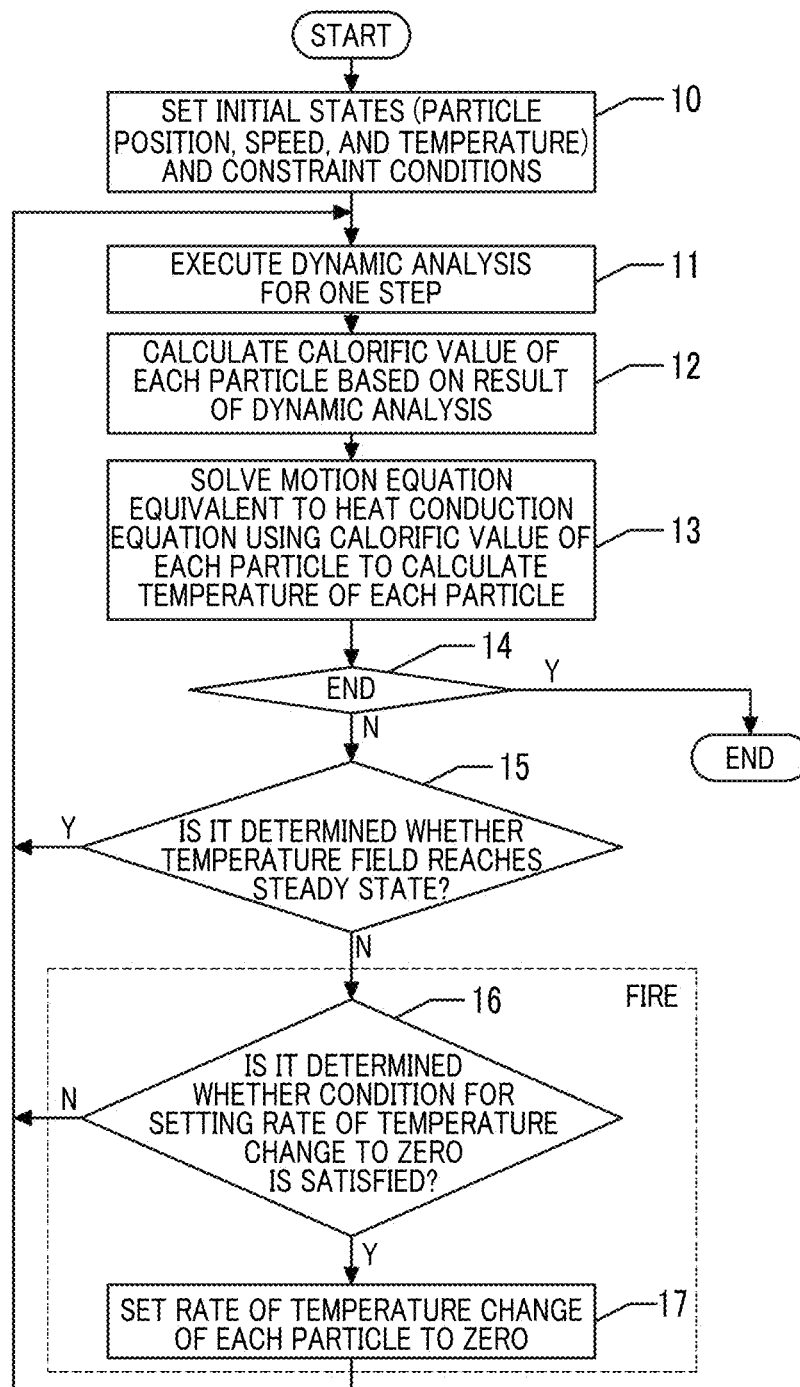 START
SET INITIAL STATES (PARTICLE
POSITION, SPEED, AND TEMPERATURE)
AND CONSTRAINT CONDITIONS
10
EXECUTE DYNAMIC ANALYSIS
FOR ONE STEP
11
CALCULATE CALORIFIC VALUE OF
EACH PARTICLE BASED ON RESULT
OF DYNAMIC ANALYSIS
12
SOLVE MOTION EQUATION
EQUIVALENT TO HEAT CONDUCTION
EQUATION USING CALORIFIC VALUE OF
EACH PARTICLE TO CALCULATE
TEMPERATURE OF EACH PARTICLE
13
14
END
Y
N
END
15
Y
IS IT DETERMINED WHETHER
TEMPERATURE FIELD REACHES
STEADY STATE?
N
FIRE
16
N
IS IT DETERMINED
WHETHER CONDITION FOR
SETTING RATE OF TEMPERATURE
CHANGE TO ZERO
IS SATISFIED?
Y
SET RATE OF TEMPERATURE CHANGE
OF EACH PARTICLE TO ZERO
17